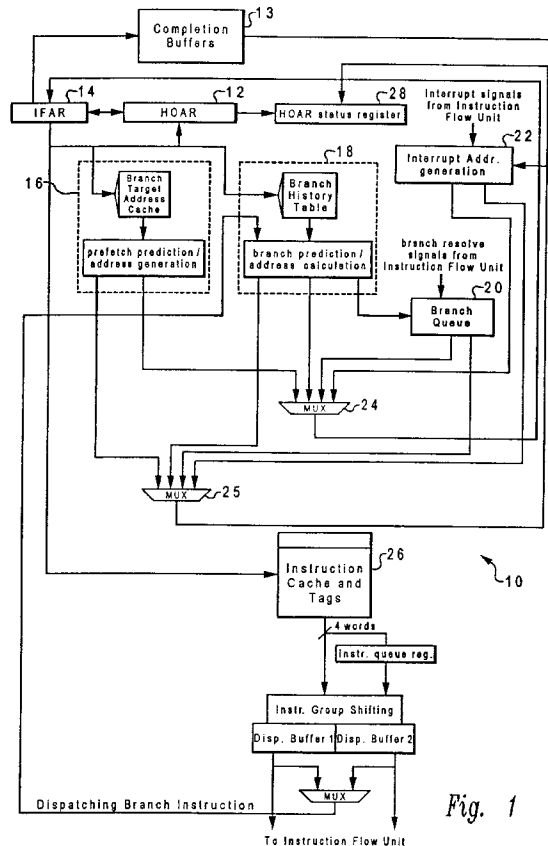 13
Completion
Buffers
14
IFAR
12
HOAR
28
HOAR status register
Interrupt signals
from Instruction
Flow Unit
22
Interrupt Addr.
generation
16
Branch
Target
Address
Cache
prefetch prediction/
address generation
18
Branch
History
Table
branch prediction/
address calculation
branch resolve
signals from
Instruction Flow Unit
20
Branch
Queue
MUX
24
MUX
25
26
Instruction
Cache and
Tags
10
4 words
Instr. queue reg.
Instr. Group Shifting
Disp. Buffer 1
Disp. Buffer 2
MUX
Dispatching Branch Instruction
To Instruction Flow Unit
Fig. 1